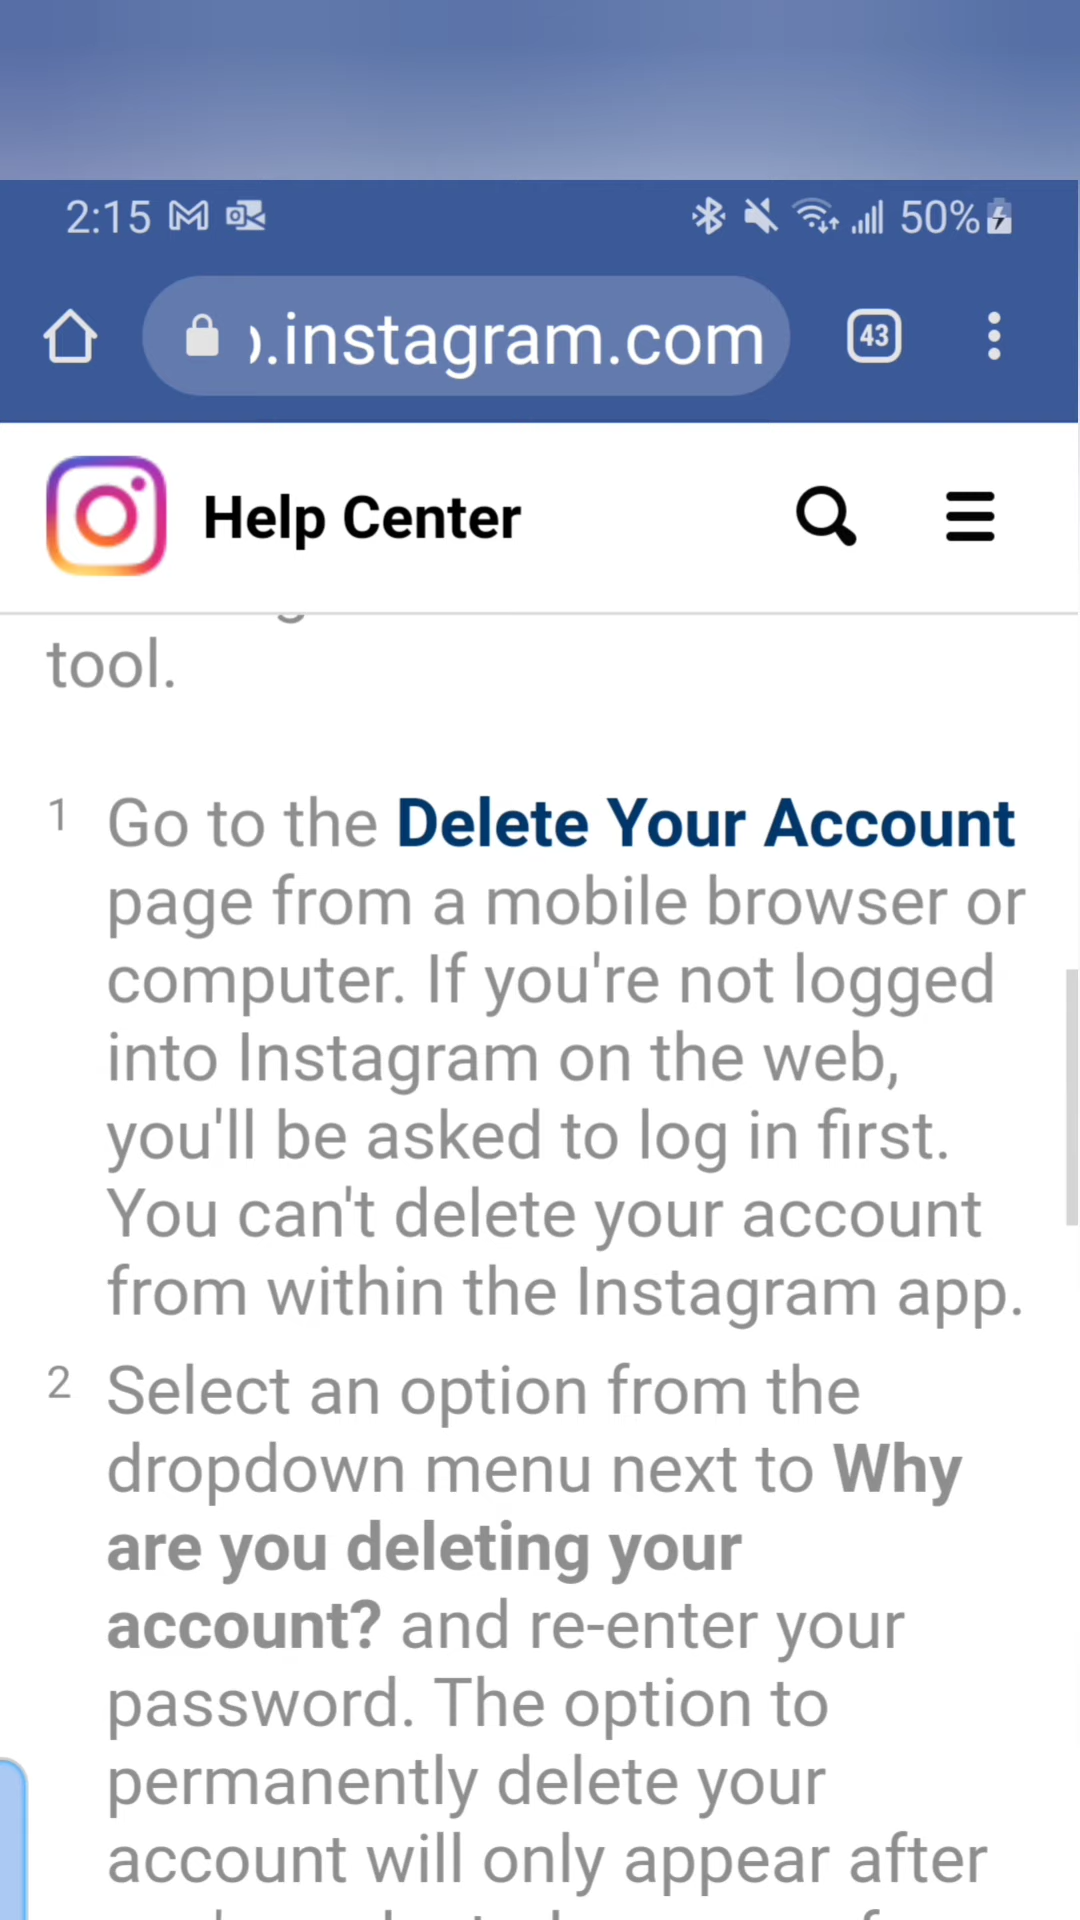 2:15 50%
.instagram.com 43
Help Center
tool.
1 Go to the Delete Your Account
page from a mobile browser or
computer. If you're not logged
into Instagram on the web,
you'll be asked to log in first.
You can't delete your account
from within the Instagram app.
2 Select an option from the
dropdown menu next to Why
are you deleting your
account? and re-enter your
password. The option to
permanently delete your
account will only appear after